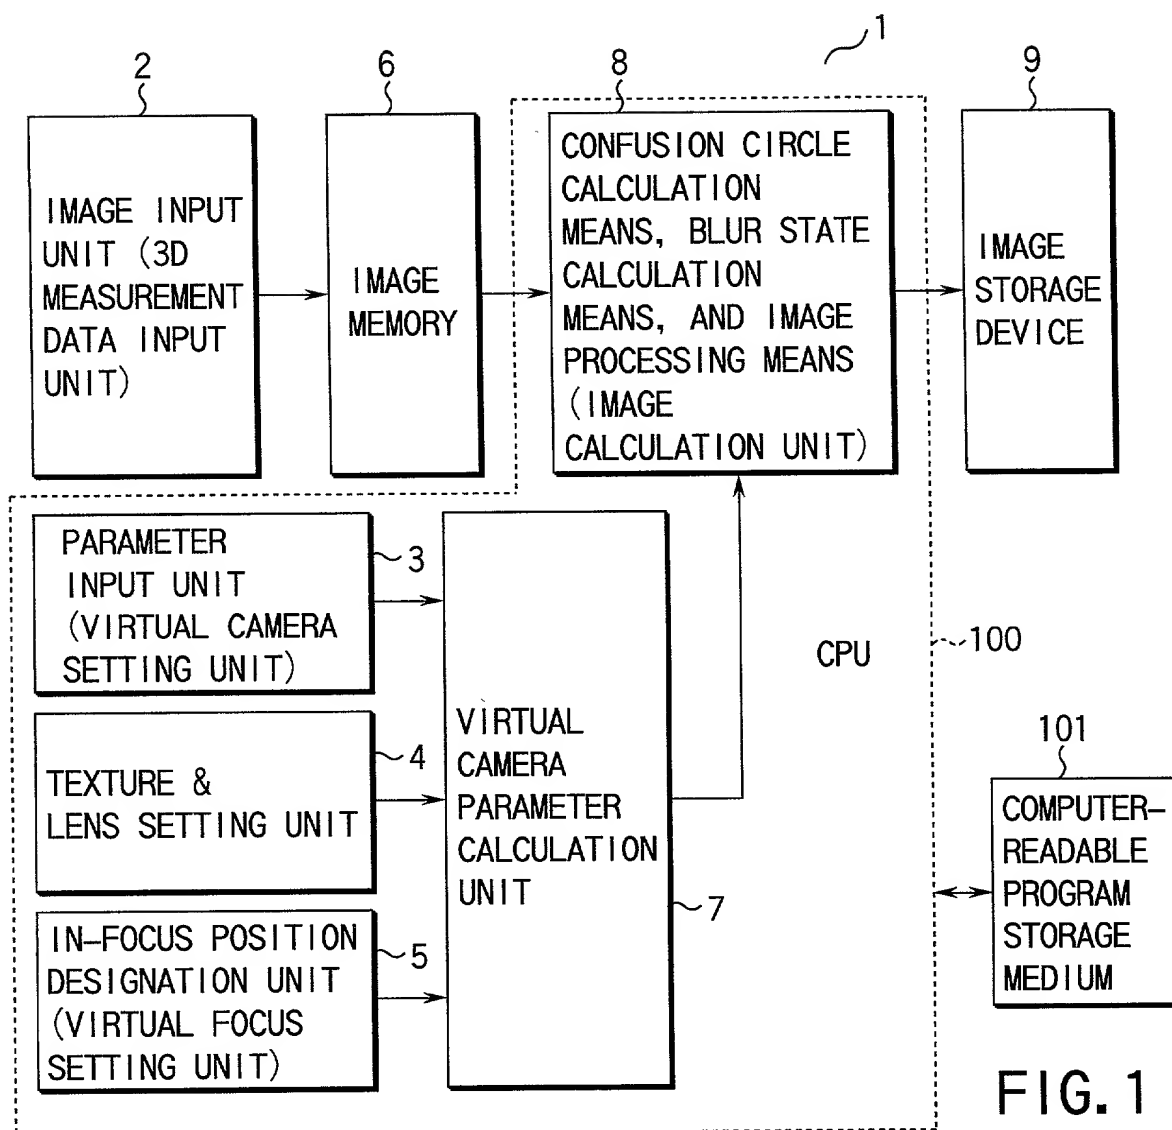 1
2
6
8
9
IMAGE INPUT
UNIT (3D
MEASUREMENT
DATA INPUT
UNIT)
IMAGE
MEMORY
CONFUSION CIRCLE
CALCULATION
MEANS, BLUR STATE
CALCULATION
MEANS, AND IMAGE
PROCESSING MEANS
(IMAGE
CALCULATION UNIT)
IMAGE
STORAGE
DEVICE
PARAMETER
INPUT UNIT
(VIRTUAL CAMERA
SETTING UNIT)
3
TEXTURE &
LENS SETTING UNIT
4
IN-FOCUS POSITION
DESIGNATION UNIT
(VIRTUAL FOCUS
SETTING UNIT)
5
VIRTUAL
CAMERA
PARAMETER
CALCULATION
UNIT
7
CPU
100
101
COMPUTER-
READABLE
PROGRAM
STORAGE
MEDIUM
FIG. 1